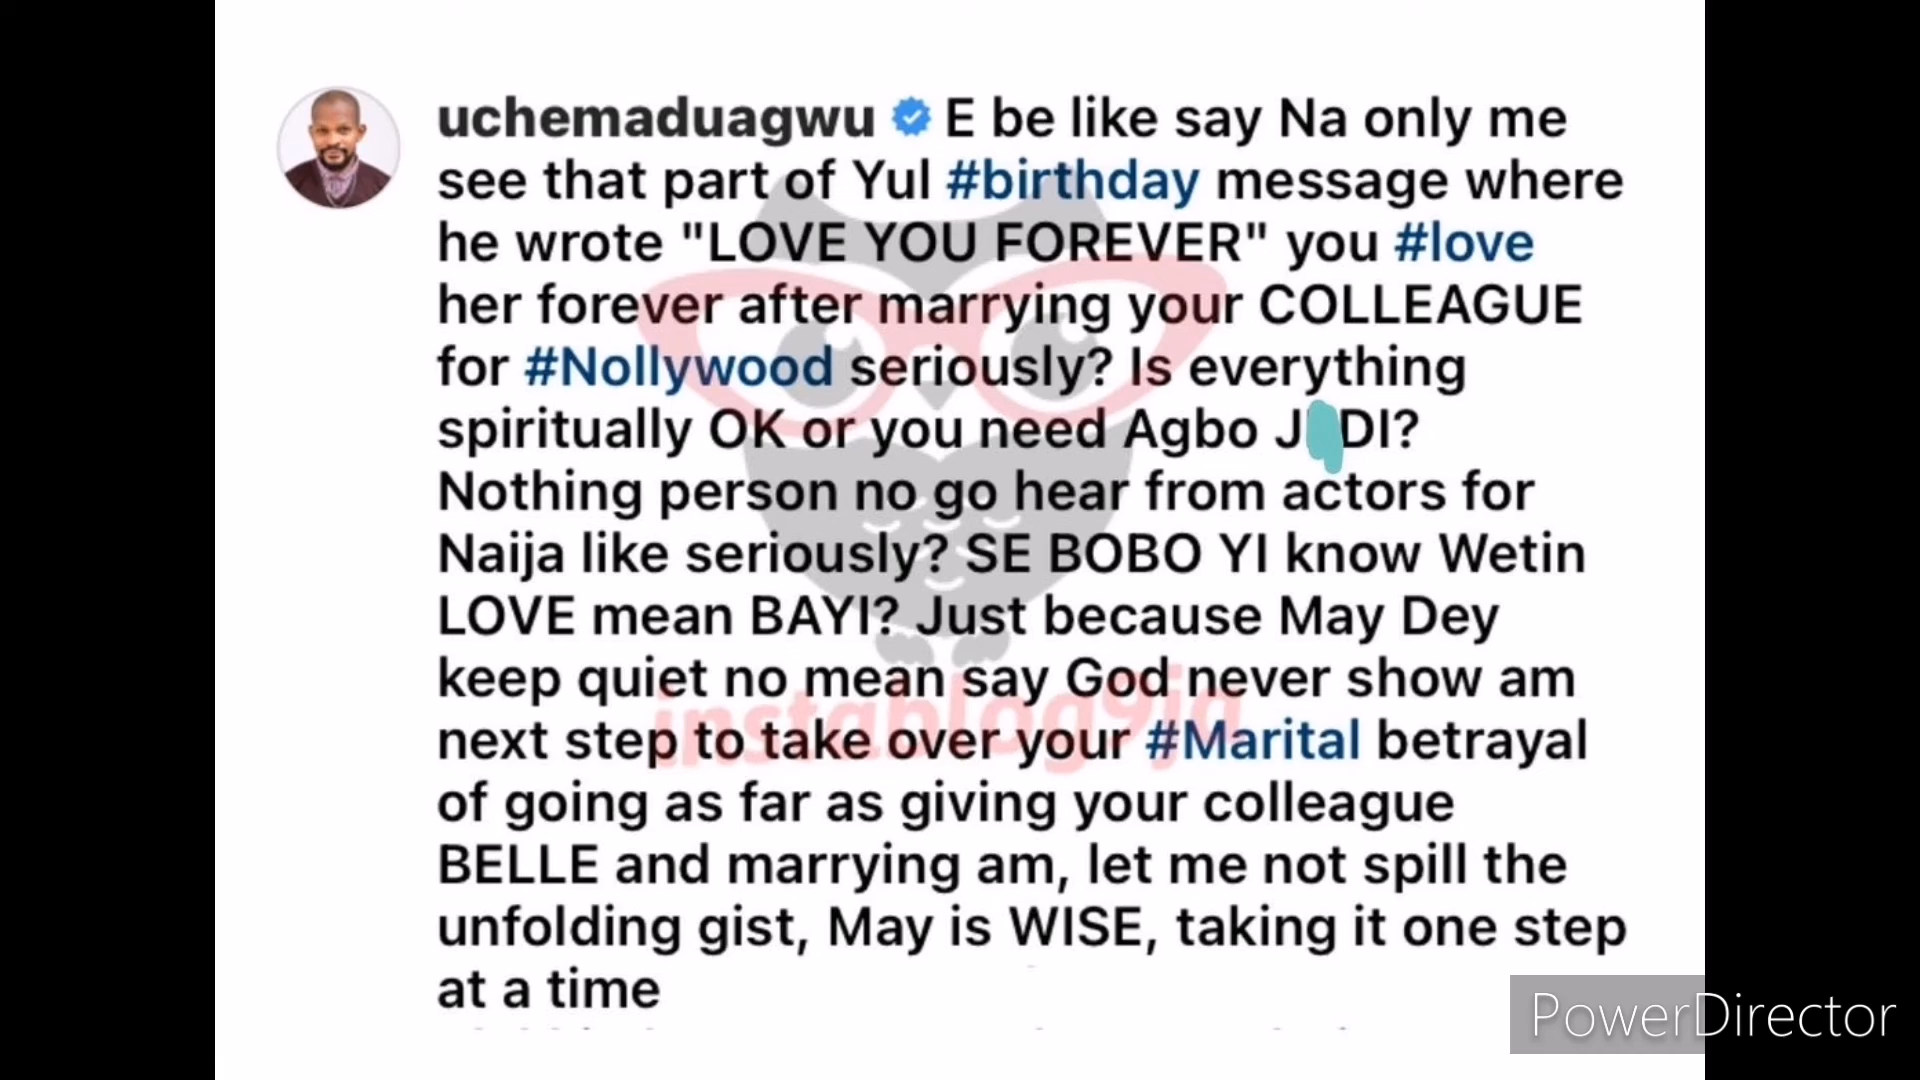 uchemaduagwu E be like say Na only me
see that part of Yul #birthday message where
he wrote "LOVE YOU FOREVER" you #love
her forever after marrying your COLLEAGUE
for #Nollywood seriously? Is everything
spiritually OK or you need Agbo J DI?
Nothing person no go hear from actors for
Naija like seriously? SE BOBO YI know Wetin
LOVE mean BAYI? Just because May Dey
keep quiet no mean say God never show am
next step to take over your #Marital betrayal
of going as far as giving your colleague
BELLE and marrying am, let me not spill the
unfolding gist, May is WISE, taking it one step
at a time
instablog9ja
PowerDirector